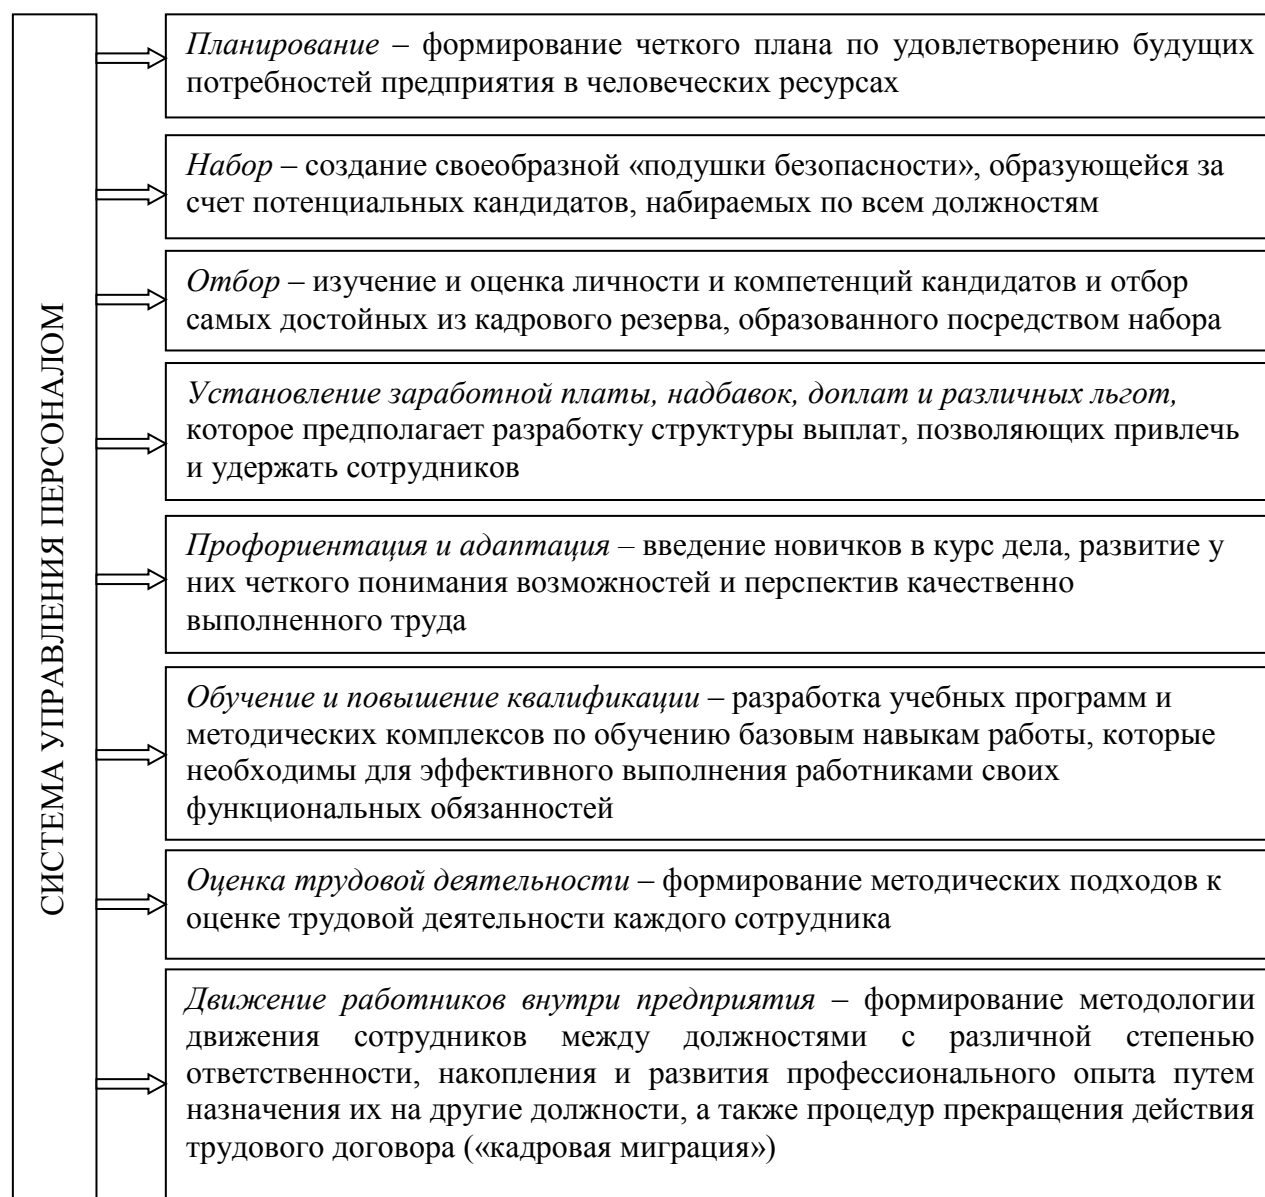 СИСТЕМА УПРАВЛЕНИЯ ПЕРСОНАЛОМ
Планирование – формирование четкого плана по удовлетворению будущих
потребностей предприятия в человеческих ресурсах
Набор – создание своеобразной «подушки безопасности», образующейся за
счет потенциальных кандидатов, набираемых по всем должностям
Отбор – изучение и оценка личности и компетенций кандидатов и отбор
самых достойных из кадрового резерва, образованного посредством набора
Установление заработной платы, надбавок, доплат и различных льгот,
которое предполагает разработку структуры выплат, позволяющих привлечь
и удержать сотрудников
Профориентация и адаптация – введение новичков в курс дела, развитие у
них четкого понимания возможностей и перспектив качественно
выполненного труда
Обучение и повышение квалификации – разработка учебных программ и
методических комплексов по обучению базовым навыкам работы, которые
необходимы для эффективного выполнения работниками своих
функциональных обязанностей
Оценка трудовой деятельности – формирование методических подходов к
оценке трудовой деятельности каждого сотрудника
Движение работников внутри предприятия – формирование методологии
движения сотрудников между должностями с различной степенью
ответственности, накопления и развития профессионального опыта путем
назначения их на другие должности, а также процедур прекращения действия
трудового договора («кадровая миграция»)